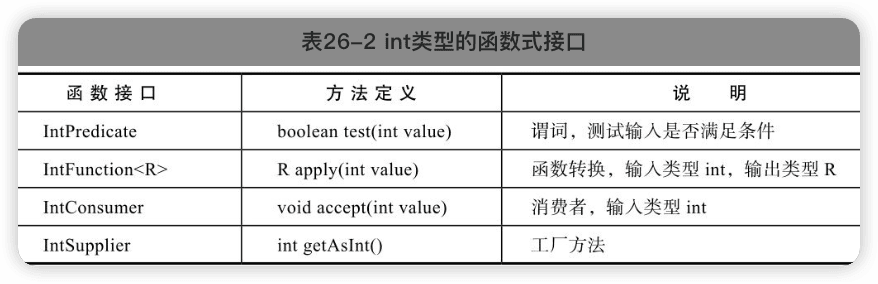 表26-2 int类型的函数式接口
函数接口 方法定义 说 明
IntPredicate boolean test(int value) 谓词，测试输入是否满足条件
IntFunction<R> R apply(int value) 函数转换，输入类型 int，输出类型 R
IntConsumer void accept(int value) 消费者，输入类型 int
IntSupplier int getAsInt() 工厂方法